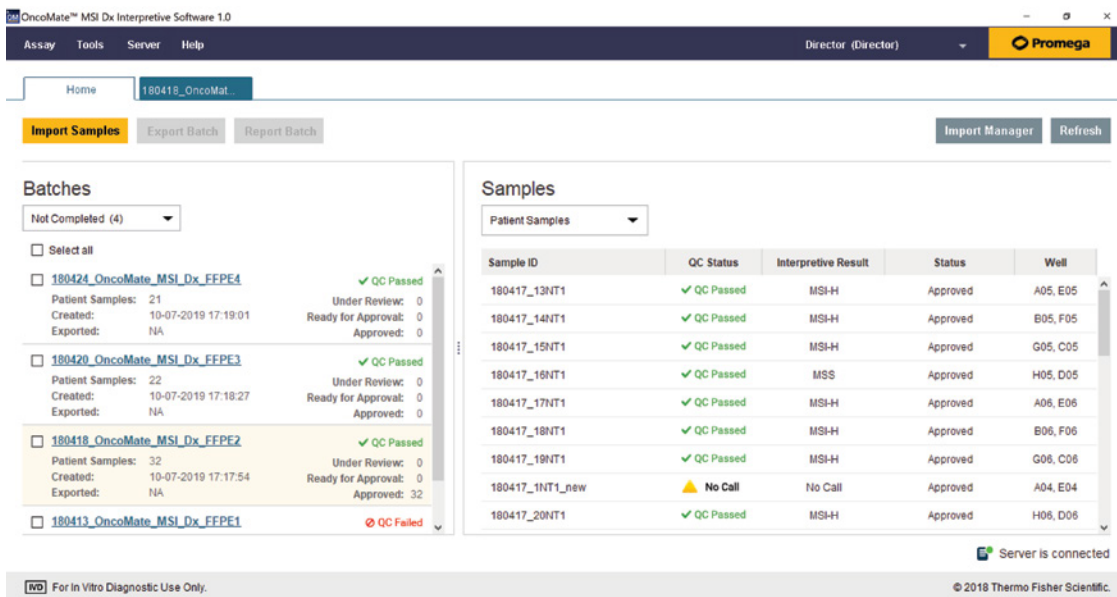 OncoMate™ MSI Dx Interpretive Software 1.0
Assay Tools Server Help Director (Director) Promega
Home 180418_OncoMat...
Import Samples Export Batch Report Batch Import Manager Refresh
Batches
Not Completed (4)
Select all
180424_OncoMate_MSI_Dx_FFPE4 QC Passed
Patient Samples: 21 Under Review: 0
Created: 10-07-2019 17:19:01 Ready for Approval: 0
Exported: NA Approved: 0
180420_OncoMate_MSI_Dx_FFPE3 QC Passed
Patient Samples: 22 Under Review: 0
Created: 10-07-2019 17:18:27 Ready for Approval: 0
Exported: NA Approved: 0
180418_OncoMate_MSI_Dx_FFPE2 QC Passed
Patient Samples: 32 Under Review: 0
Created: 10-07-2019 17:17:54 Ready for Approval: 0
Exported: NA Approved: 32
180413_OncoMate_MSI_Dx_FFPE1 QC Failed
Samples
Patient Samples
Sample ID QC Status Interpretive Result Status Well
180417_13NT1 QC Passed MSI-H Approved A05, E05
180417_14NT1 QC Passed MSI-H Approved B05, F05
180417_15NT1 QC Passed MSI-H Approved G05, C05
180417_16NT1 QC Passed MSS Approved H05, D05
180417_17NT1 QC Passed MSI-H Approved A06, E06
180417_18NT1 QC Passed MSI-H Approved B06, F06
180417_19NT1 QC Passed MSI-H Approved G06, C06
180417_1NT1_new No Call No Call Approved A04, E04
180417_20NT1 QC Passed MSI-H Approved H06, D06
Server is connected
IVD For In Vitro Diagnostic Use Only. © 2018 Thermo Fisher Scientific.